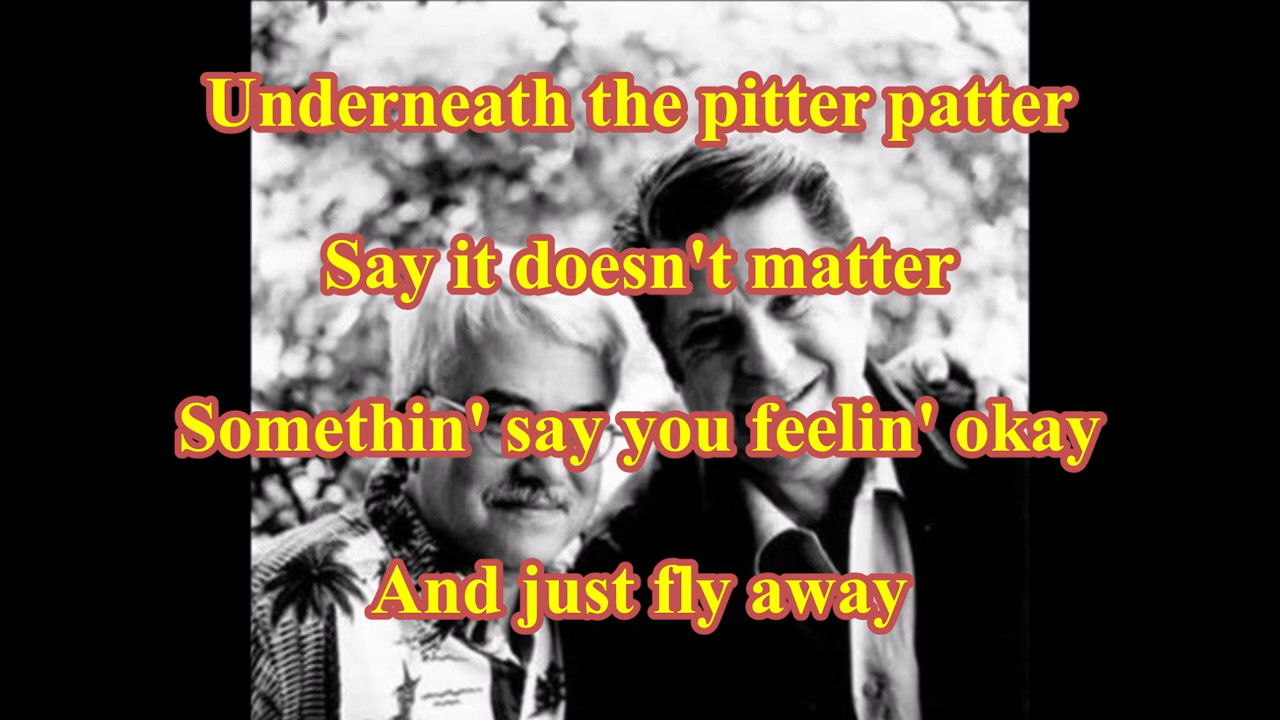 Underneath the pitter patter
Say it doesn't matter
Somethin' say you feelin' okay
And just fly away